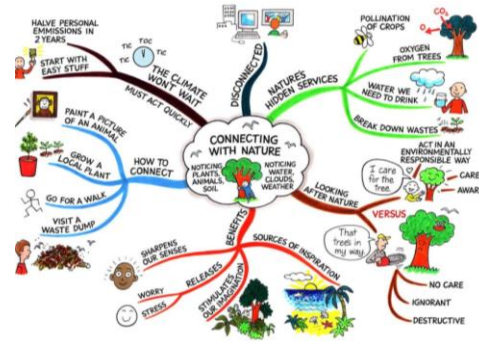 HALVE PERSONAL
EMMISSIONS IN
2 YEARS
START WITH
EASY STUFF
TIC
TOC
TIC
TIC
THE CLIMATE
WON'T WAIT
MUST ACT QUICKLY
DISCONNECTED
NATURE'S
HIDDEN SERVICES
POLLINATION
OF CROPS
CO₂
O
OXYGEN
FROM TREES
WATER WE
NEED TO DRINK
BREAK DOWN WASTES
CONNECTING
WITH NATURE
NOTICING
PLANTS,
ANIMALS,
SOIL
NOTICING
WATER,
CLOUDS,
WEATHER
HOW TO
CONNECT
PAINT A PICTURE
OF AN ANIMAL
GROW A
LOCAL PLANT
GO FOR A WALK
VISIT A
WASTE DUMP
LOOKING
AFTER NATURE
ACT IN AN
ENVIRONMENTALLY
RESPONSIBLE WAY
I care
for the
tree.
CARE
AWAR
VERSUS
That
trees in
my way
NO CARE
IGNORANT
DESTRUCTIVE
BENEFITS
SHARPENS
OUR SENSES
RELEASES
WORRY
STRESS
STIMULATES
OUR IMAGINATION
SOURCES OF INSPIRATION